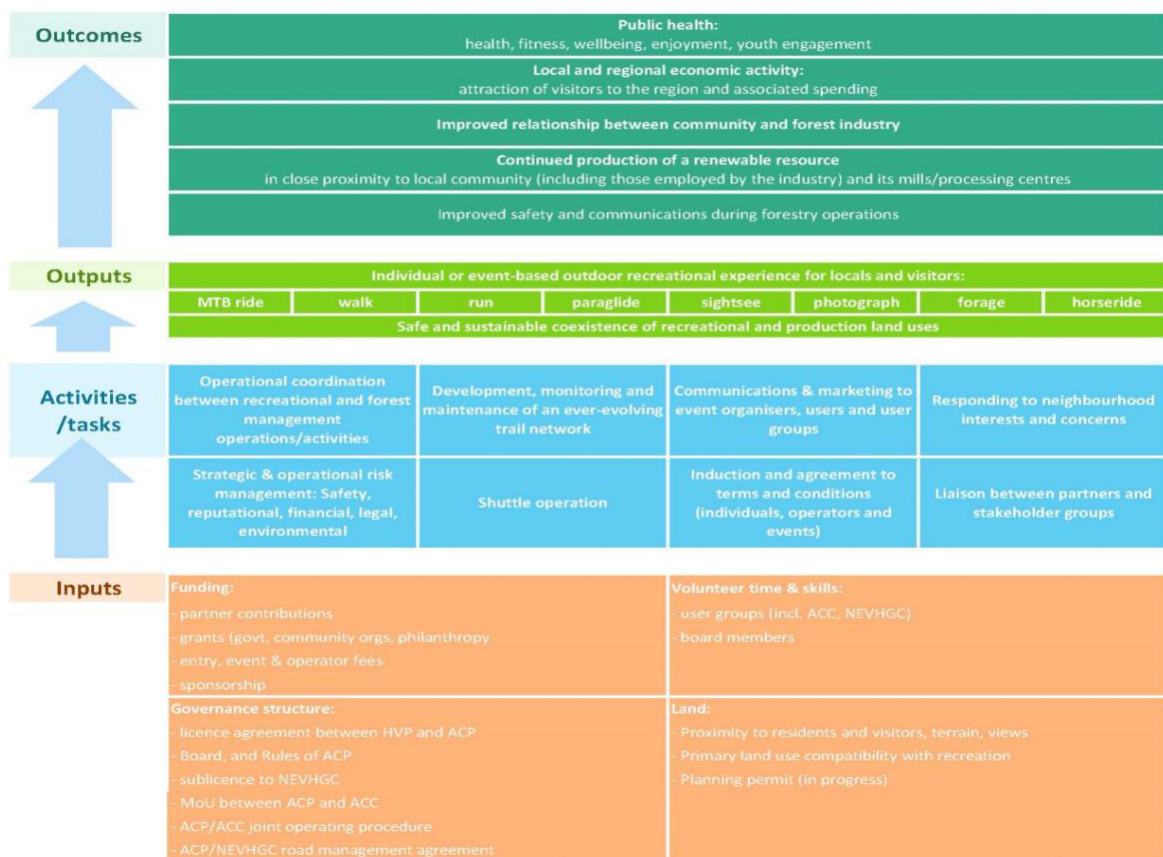 Outcomes
Public health:
health, fitness, wellbeing, enjoyment, youth engagement
Local and regional economic activity:
attraction of visitors to the region and associated spending
Improved relationship between community and forest industry
Continued production of a renewable resource
in close proximity to local community (including those employed by the industry) and its mills/processing centres
Improved safety and communications during forestry operations
Outputs
Individual or event-based outdoor recreational experience for locals and visitors:
MTB ride
walk
run
paraglide
sightsee
photograph
forage
horseride
Safe and sustainable coexistence of recreational and production land uses
Activities
/tasks
Operational coordination
between recreational and forest
management
operations/activities
Development, monitoring and
maintenance of an ever-evolving
trail network
Communications & marketing to
event organisers, users and user
groups
Responding to neighbourhood
interests and concerns
Strategic & operational risk
management: Safety,
reputational, financial, legal,
environmental
Shuttle operation
Induction and agreement to
terms and conditions
(individuals, operators and
events)
Liaison between partners and
stakeholder groups
Inputs
Funding:
- partner contributions
- grants (govt, community orgs, philanthropy
- entry, event & operator fees
- sponsorship
Volunteer time & skills:
- user groups (incl. ACC, NEVHGC)
- board members
Governance structure:
- licence agreement between HVP and ACP
- Board, and Rules of ACP
- sublicence to NEVHGC
- MoU between ACP and ACC
- ACP/ACC joint operating procedure
- ACP/NEVHGC road management agreement
Land:
- Proximity to residents and visitors, terrain, views
- Primary land use compatibility with recreation
- Planning permit (in progress)